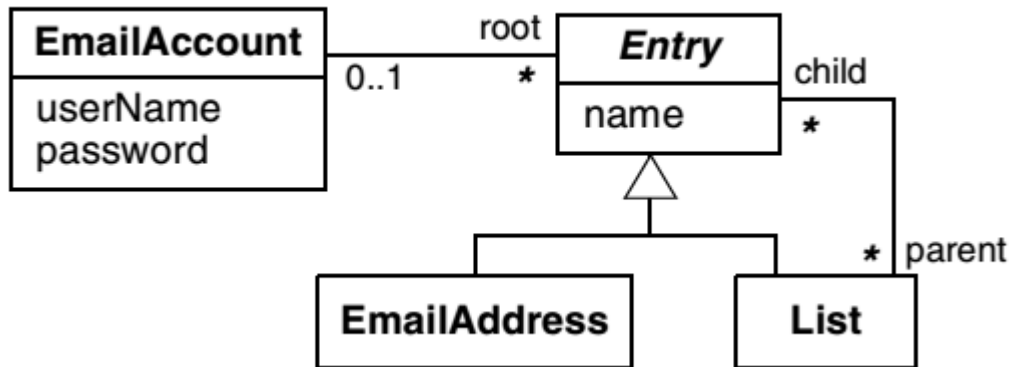 EmailAccount
userName
password
root
0..1
*
Entry
name
child
*
* parent
EmailAddress
List